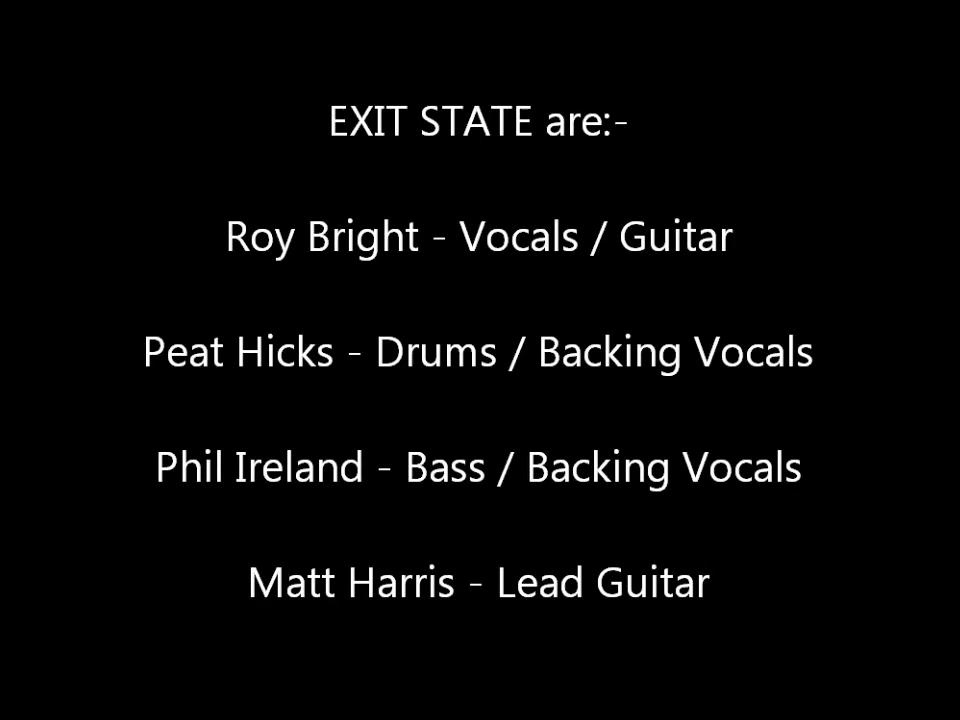 EXIT STATE are:-
Roy Bright - Vocals / Guitar
Peat Hicks - Drums / Backing Vocals
Phil Ireland - Bass / Backing Vocals
Matt Harris - Lead Guitar